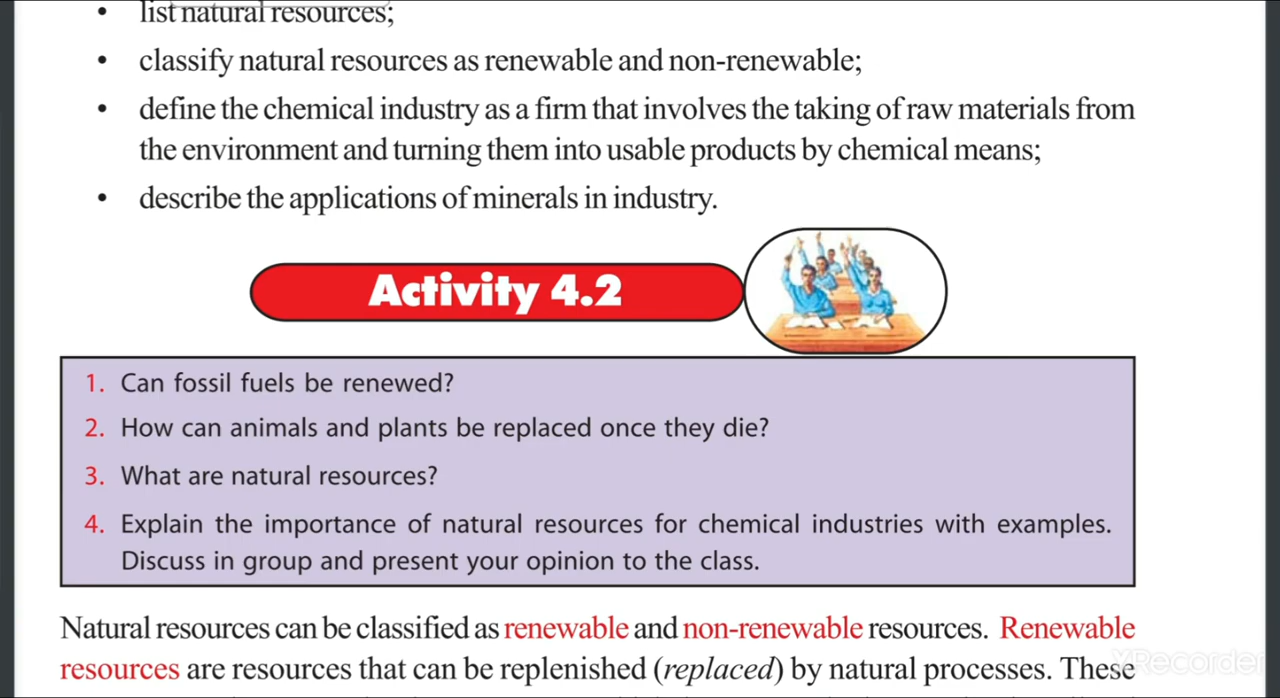 • list natural resources;
• classify natural resources as renewable and non-renewable;
• define the chemical industry as a firm that involves the taking of raw materials from
the environment and turning them into usable products by chemical means;
• describe the applications of minerals in industry.
Activity 4.2
1. Can fossil fuels be renewed?
2. How can animals and plants be replaced once they die?
3. What are natural resources?
4. Explain the importance of natural resources for chemical industries with examples.
Discuss in group and present your opinion to the class.
Natural resources can be classified as renewable and non-renewable resources. Renewable
resources are resources that can be replenished (replaced) by natural processes. These
XRecorder